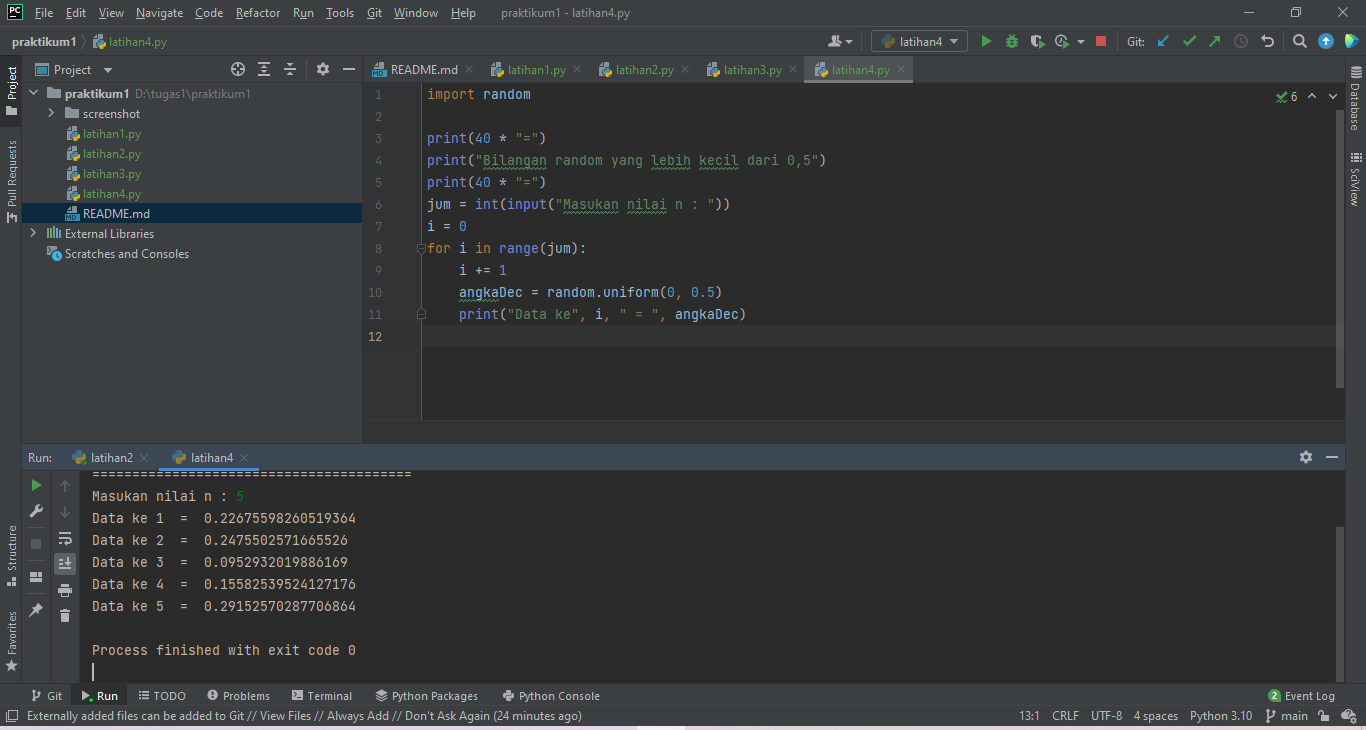 PC File Edit View Navigate Code Refactor Run Tools Git Window Help praktikum1 - latihan4.py
praktikum1 latihan4.py latihan4 Git:
Project README.md latihan1.py latihan2.py latihan3.py latihan4.py
Project
Pull Requests
praktikum1 D:\tugas1\praktikum1
screenshot
latihan1.py
latihan2.py
latihan3.py
latihan4.py
MD README.md
External Libraries
Scratches and Consoles
1 import random
2
3 print(40 * "=")
4 print("Bilangan random yang lebih kecil dari 0,5")
5 print(40 * "=")
6 jum = int(input("Masukan nilai n : "))
7 i = 0
8 for i in range(jum):
9 i += 1
10 angkaDec = random.uniform(0, 0.5)
11 print("Data ke", i, " = ", angkaDec)
12
6
Database
SciView
Run: latihan2 latihan4
========================================
Masukan nilai n : 5
Data ke 1  =  0.22675598260519364
Data ke 2  =  0.2475502571665526
Data ke 3  =  0.0952932019886169
Data ke 4  =  0.15582539524127176
Data ke 5  =  0.29152570287706864
Process finished with exit code 0
Structure
Favorites
Git Run TODO Problems Terminal Python Packages Python Console 2 Event Log
Externally added files can be added to Git // View Files // Always Add // Don't Ask Again (24 minutes ago) 13:1 CRLF UTF-8 4 spaces Python 3.10 main